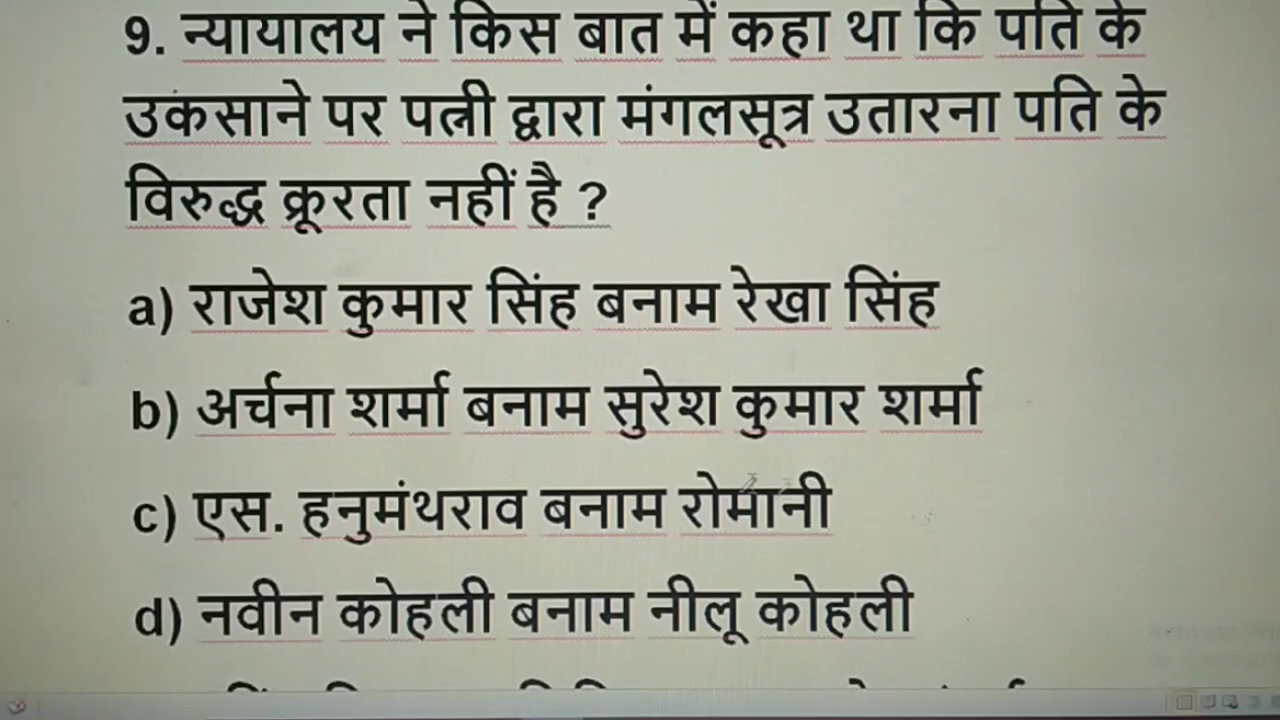 9. न्यायालय ने किस बात में कहा था कि पति के
उकसाने पर पत्नी द्वारा मंगलसूत्र उतारना पति के
विरुद्ध क्रूरता नहीं है ?
a) राजेश कुमार सिंह बनाम रेखा सिंह
b) अर्चना शर्मा बनाम सुरेश कुमार शर्मा
c) एस. हनुमंथराव बनाम रोमानी
d) नवीन कोहली बनाम नीलू कोहली